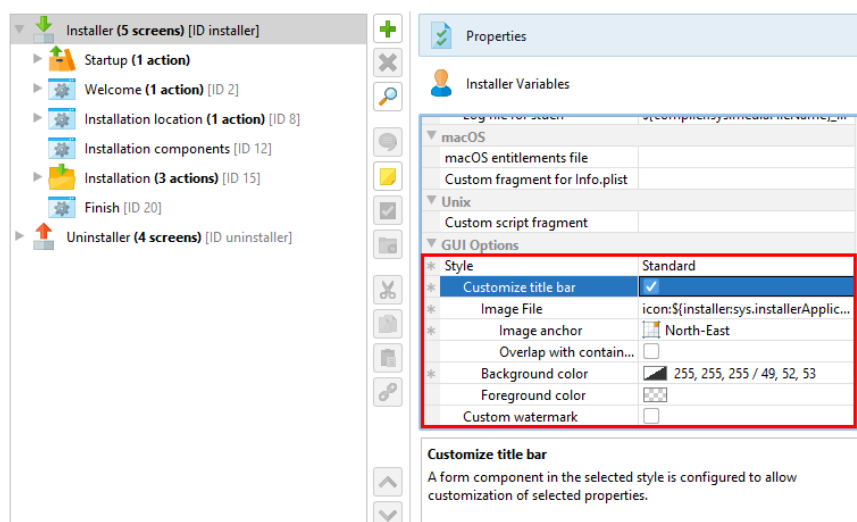 Installer (5 screens) [ID installer]
Startup (1 action)
Welcome (1 action) [ID 2]
Installation location (1 action) [ID 8]
Installation components [ID 12]
Installation (3 actions) [ID 15]
Finish [ID 20]
Uninstaller (4 screens) [ID uninstaller]
Properties
Installer Variables
macOS
macOS entitlements file
Custom fragment for Info.plist
Unix
Custom script fragment
GUI Options
Style Standard
Customize title bar
Image File icon:${installer:sys.installerApplic...
Image anchor North-East
Overlap with contain...
Background color 255, 255, 255 / 49, 52, 53
Foreground color
Custom watermark
Customize title bar
A form component in the selected style is configured to allow
customization of selected properties.